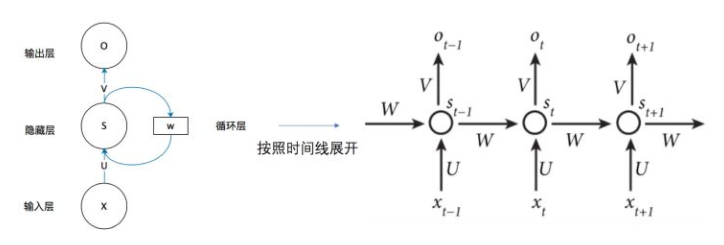 输出层
O
V
隐藏层
S
w
循环层
U
输入层
X
按照时间线展开
o_{t-1}
o_t
o_{t+1}
V
V
V
W
s_{t-1}
s_t
s_{t+1}
W
W
W
U
U
U
x_{t-1}
x_t
x_{t+1}